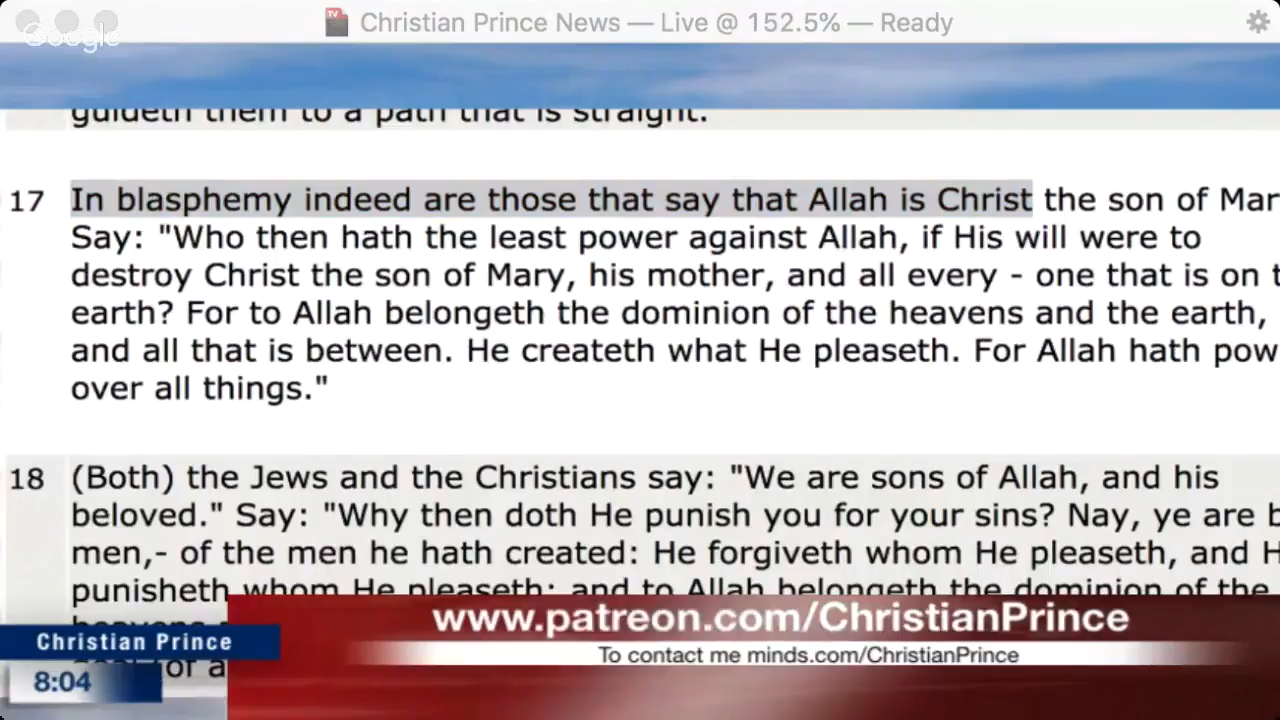 Christian Prince News — Live @ 152.5% — Ready
Google
TV
guideth them to a path that is straight.
17 In blasphemy indeed are those that say that Allah is Christ the son of Mar
Say: "Who then hath the least power against Allah, if His will were to
destroy Christ the son of Mary, his mother, and all every - one that is on t
earth? For to Allah belongeth the dominion of the heavens and the earth,
and all that is between. He createth what He pleaseth. For Allah hath pow
over all things."
18 (Both) the Jews and the Christians say: "We are sons of Allah, and his
beloved." Say: "Why then doth He punish you for your sins? Nay, ye are b
men,- of the men he hath created: He forgiveth whom He pleaseth, and H
punisheth whom He pleaseth: and to Allah belongeth the dominion of the
of a
www.patreon.com/ChristianPrince
To contact me minds.com/ChristianPrince
Christian Prince
8:04